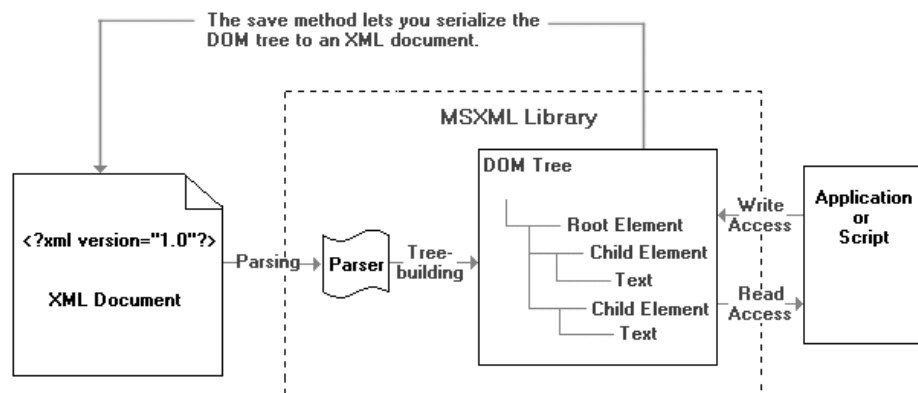 The save method lets you serialize the
DOM tree to an XML document.
MSXML Library
DOM Tree
Root Element
Child Element
Text
Child Element
Text
<?xml version="1.0"?>
XML Document
Parsing
Parser
Tree-
building
Write
Access
Read
Access
Application
or
Script